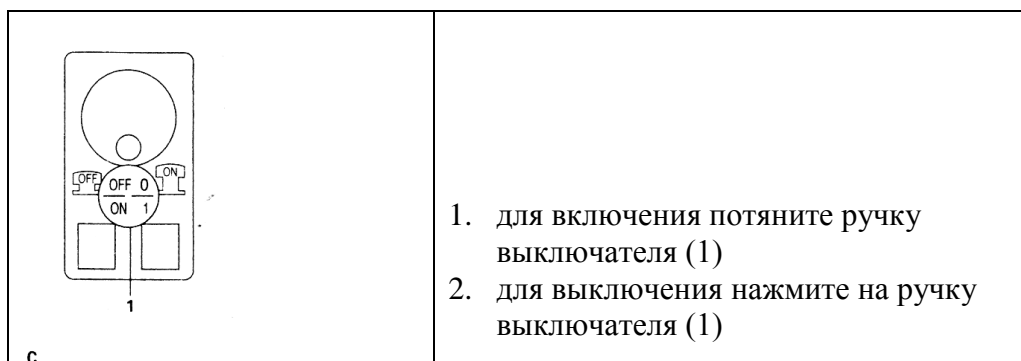 OFF
ON
OFF 0
ON 1
1
C
1. для включения потяните ручку
выключателя (1)
2. для выключения нажмите на ручку
выключателя (1)